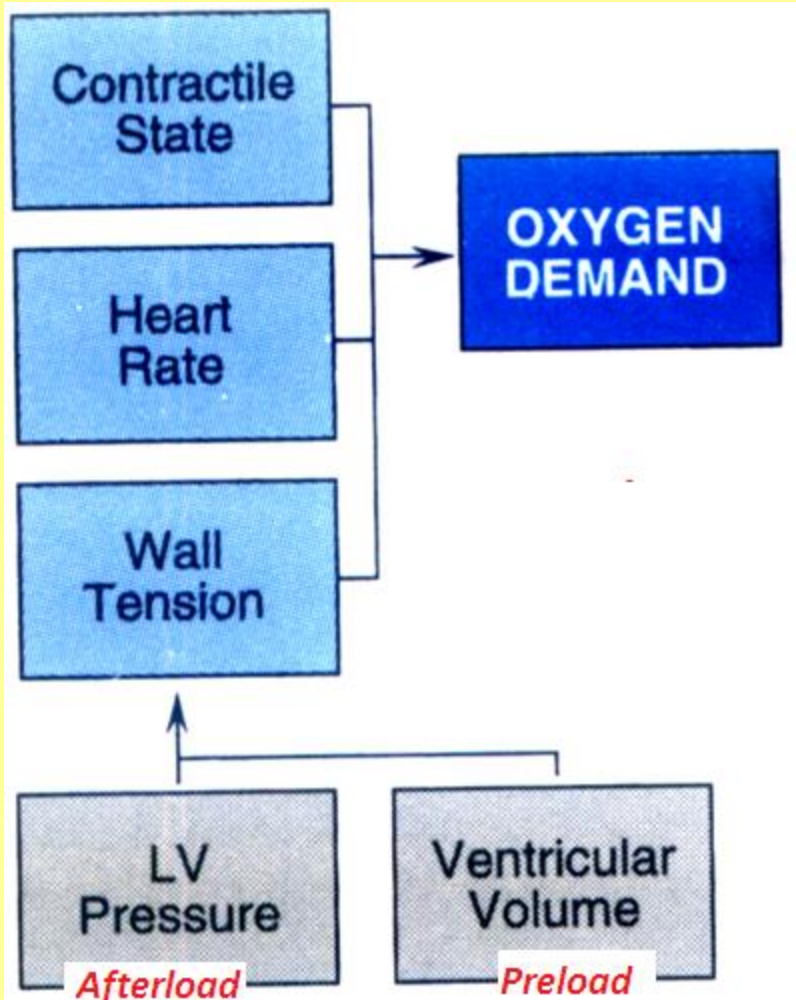 Contractile
State
OXYGEN
DEMAND
Heart
Rate
Wall
Tension
LV
Pressure
Ventricular
Volume
Afterload
Preload